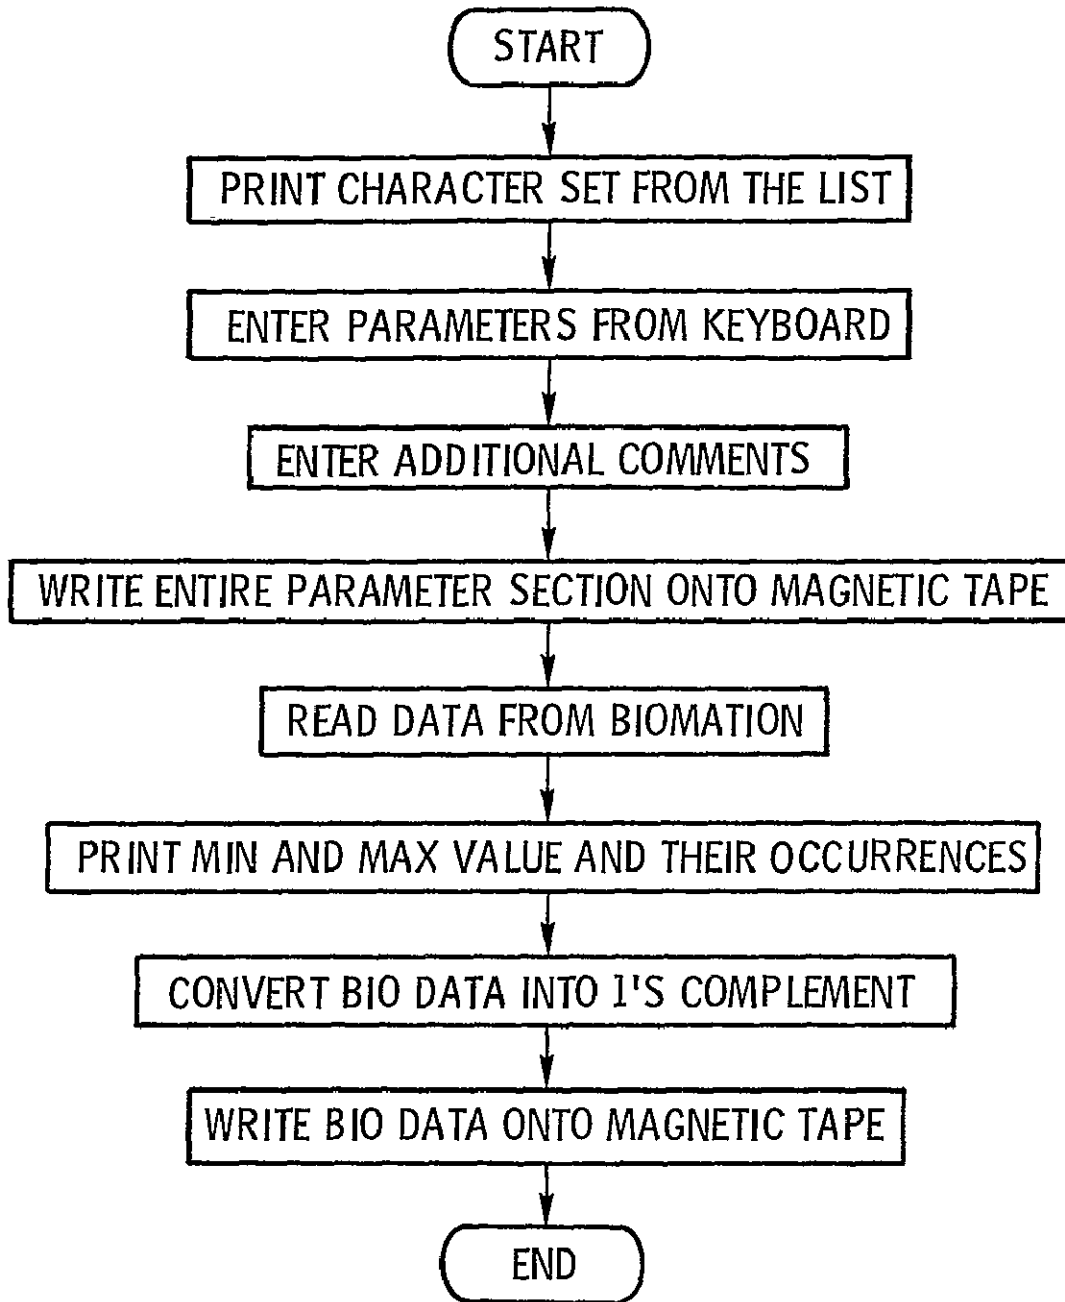 START
PRINT CHARACTER SET FROM THE LIST
ENTER PARAMETERS FROM KEYBOARD
ENTER ADDITIONAL COMMENTS
WRITE ENTIRE PARAMETER SECTION ONTO MAGNETIC TAPE
READ DATA FROM BIOMATION
PRINT MIN AND MAX VALUE AND THEIR OCCURRENCES
CONVERT BIO DATA INTO 1'S COMPLEMENT
WRITE BIO DATA ONTO MAGNETIC TAPE
END